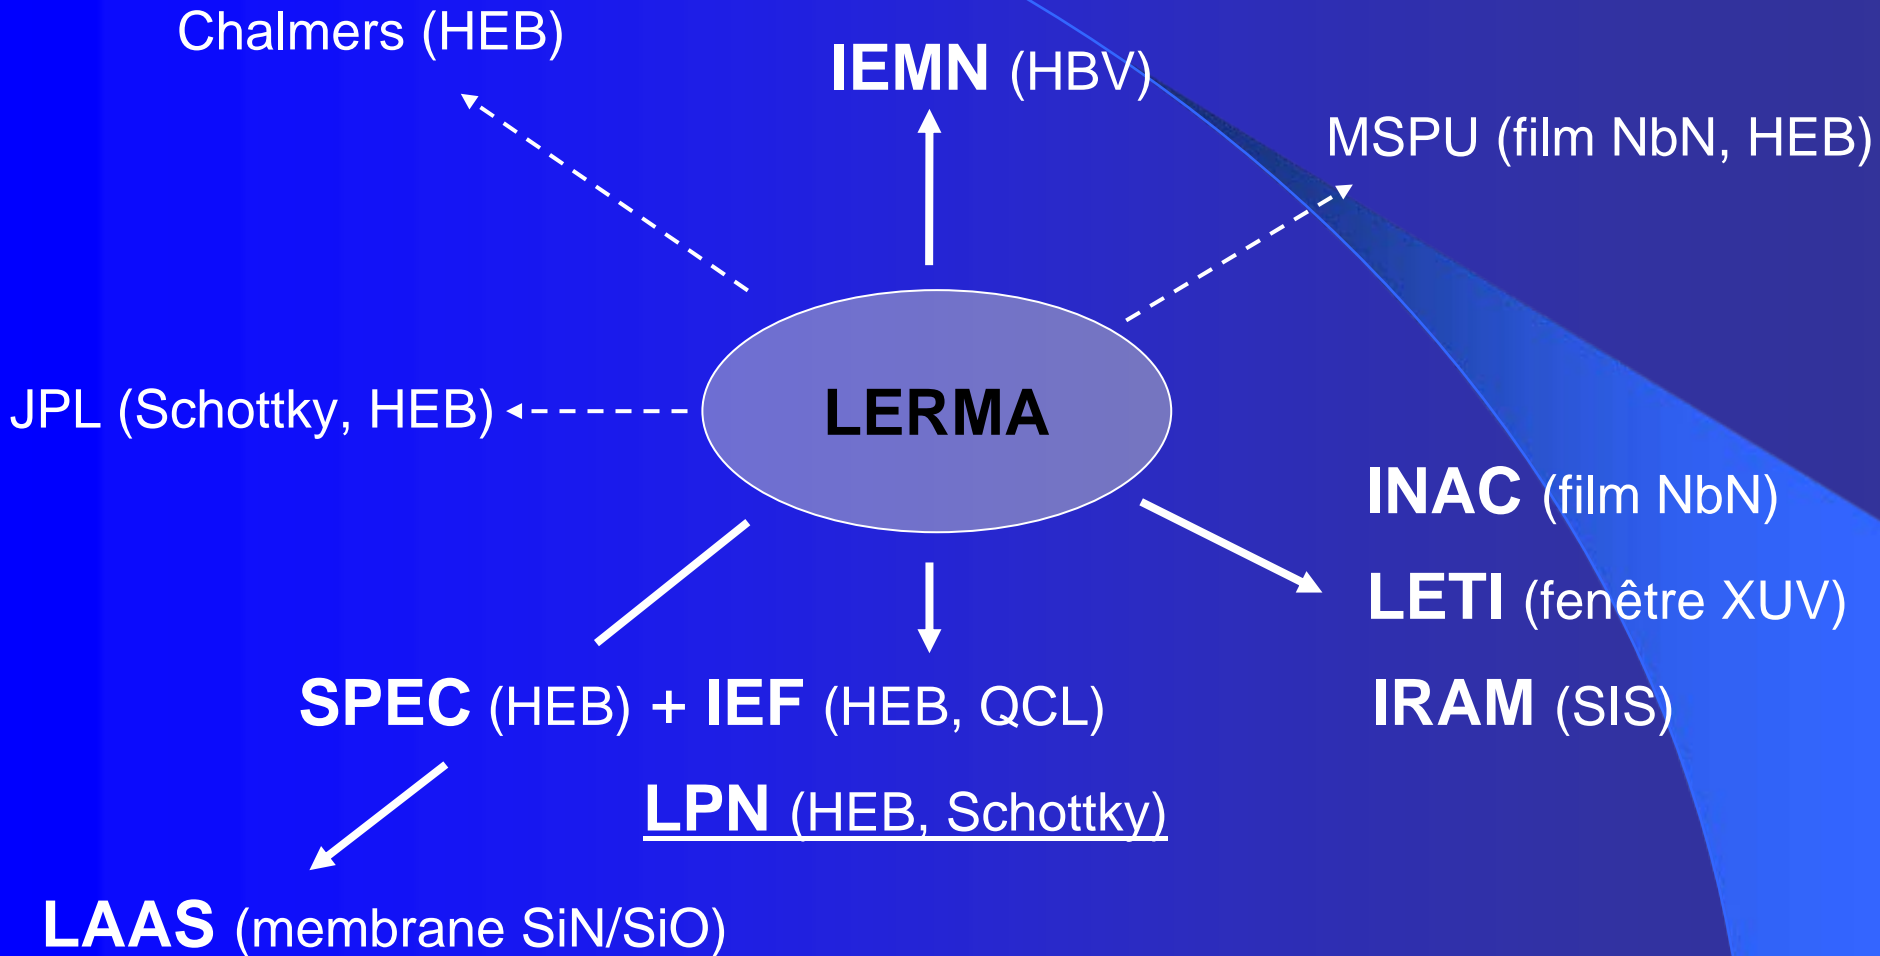 Chalmers (HEB)
IEMN (HBV)
MSPU (film NbN, HEB)
JPL (Schottky, HEB)
LERMA
INAC (film NbN)
LETI (fenêtre XUV)
SPEC (HEB) + IEF (HEB, QCL)
IRAM (SIS)
LPN (HEB, Schottky)
LAAS (membrane SiN/SiO)